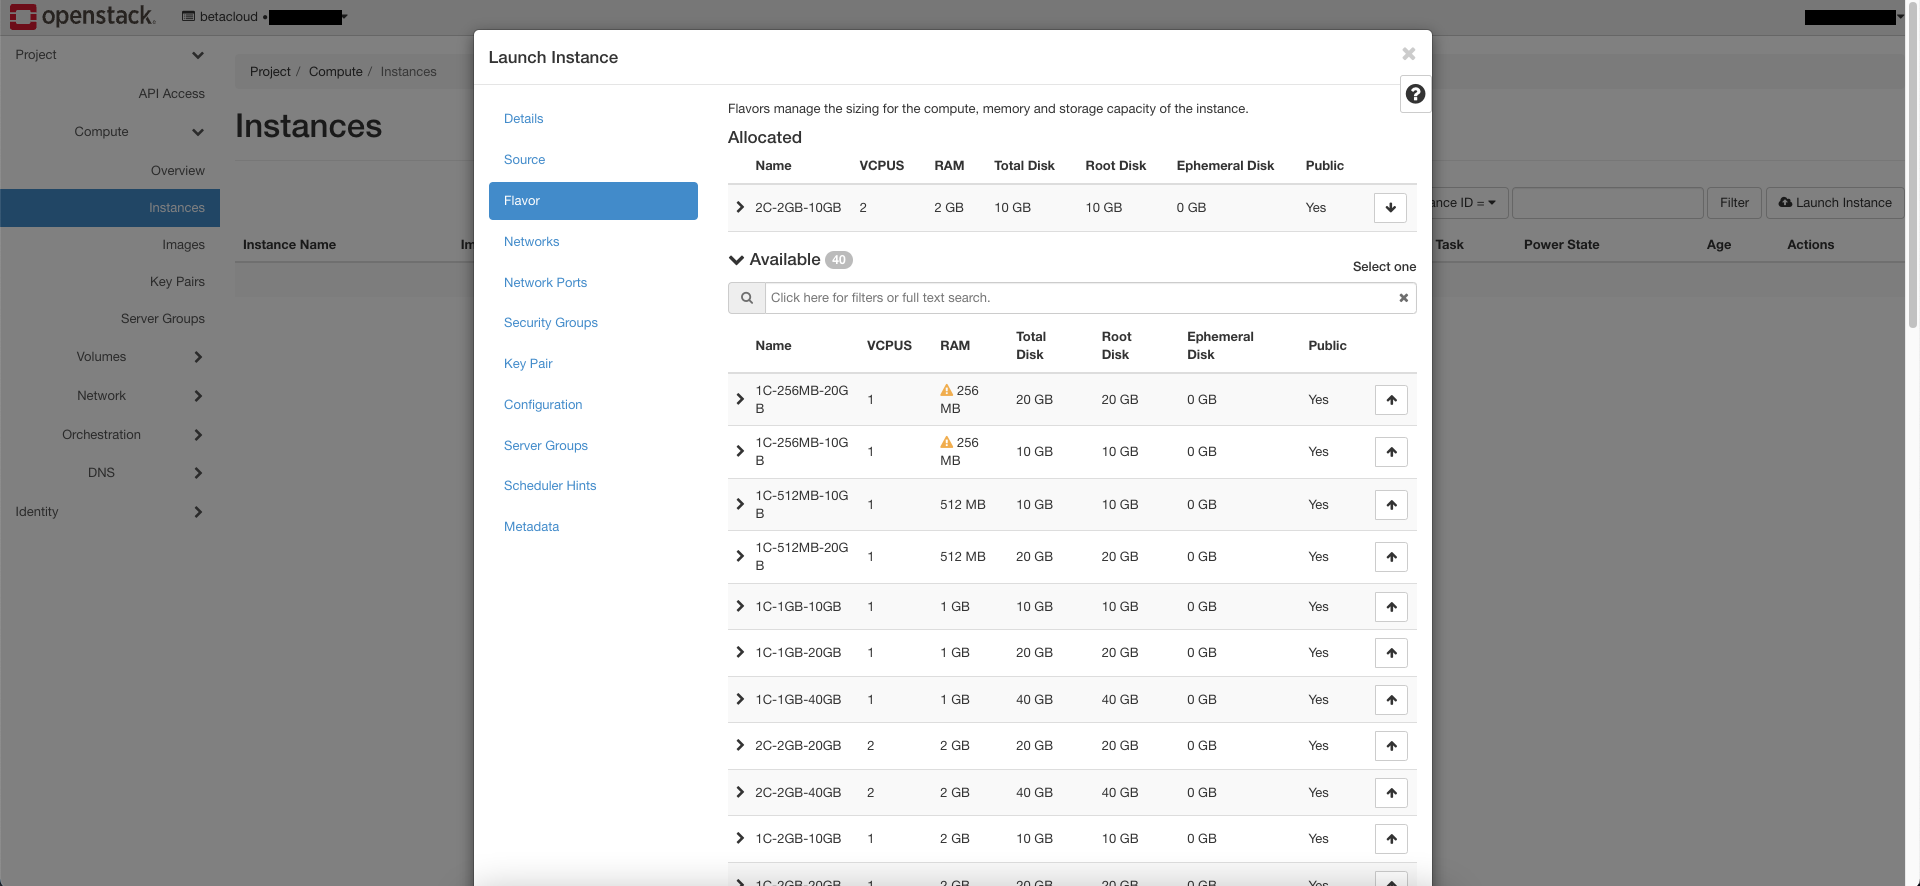 openstack.
betacloud •
Project
API Access
Compute
Overview
Instances
Images
Key Pairs
Server Groups
Volumes
Network
Orchestration
DNS
Identity
Project / Compute / Instances
Instances
Instance Name
Im
Launch Instance
×
Details
Source
Flavor
Networks
Network Ports
Security Groups
Key Pair
Configuration
Server Groups
Scheduler Hints
Metadata
Flavors manage the sizing for the compute, memory and storage capacity of the instance.
Allocated
Name VCPUS RAM Total Disk Root Disk Ephemeral Disk Public
2C-2GB-10GB 2 2 GB 10 GB 10 GB 0 GB Yes
Available 40
Select one
Click here for filters or full text search.
Name VCPUS RAM Total Disk Root Disk Ephemeral Disk Public
1C-256MB-20GB 1 256 MB 20 GB 20 GB 0 GB Yes
1C-256MB-10GB 1 256 MB 10 GB 10 GB 0 GB Yes
1C-512MB-10GB 1 512 MB 10 GB 10 GB 0 GB Yes
1C-512MB-20GB 1 512 MB 20 GB 20 GB 0 GB Yes
1C-1GB-10GB 1 1 GB 10 GB 10 GB 0 GB Yes
1C-1GB-20GB 1 1 GB 20 GB 20 GB 0 GB Yes
1C-1GB-40GB 1 1 GB 40 GB 40 GB 0 GB Yes
2C-2GB-20GB 2 2 GB 20 GB 20 GB 0 GB Yes
2C-2GB-40GB 2 2 GB 40 GB 40 GB 0 GB Yes
1C-2GB-10GB 1 2 GB 10 GB 10 GB 0 GB Yes
1C-2GB-20GB 1 2 GB 20 GB 20 GB 0 GB Yes
nce ID = Filter Launch Instance
Task Power State Age Actions